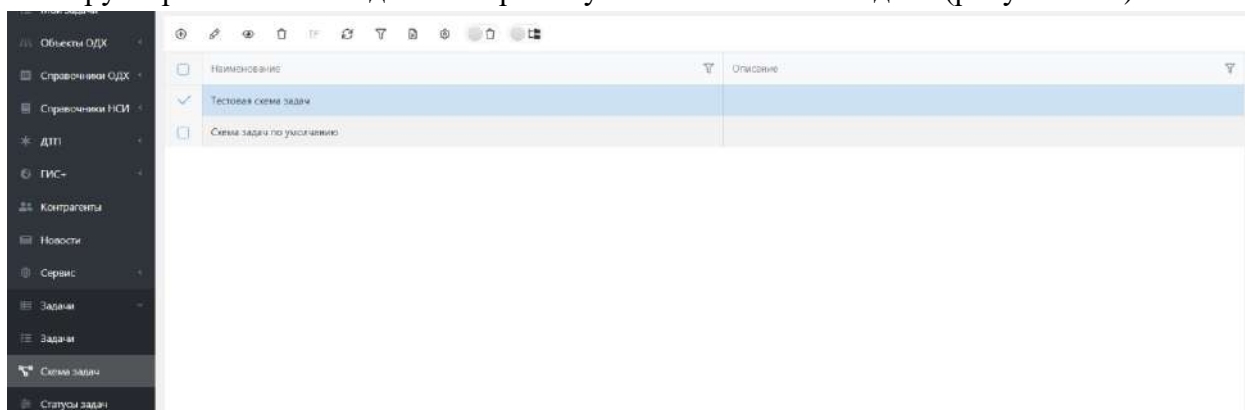 Объекты ОДХ
Справочники ОДХ
Справочники НСИ
ДТП
ГИС+
Контрагенты
Новости
Сервис
Задачи
Задачи
Схема задач
Статусы задач
Наименование
Описание
Тестовая схема задач
Схема задач по умолчанию